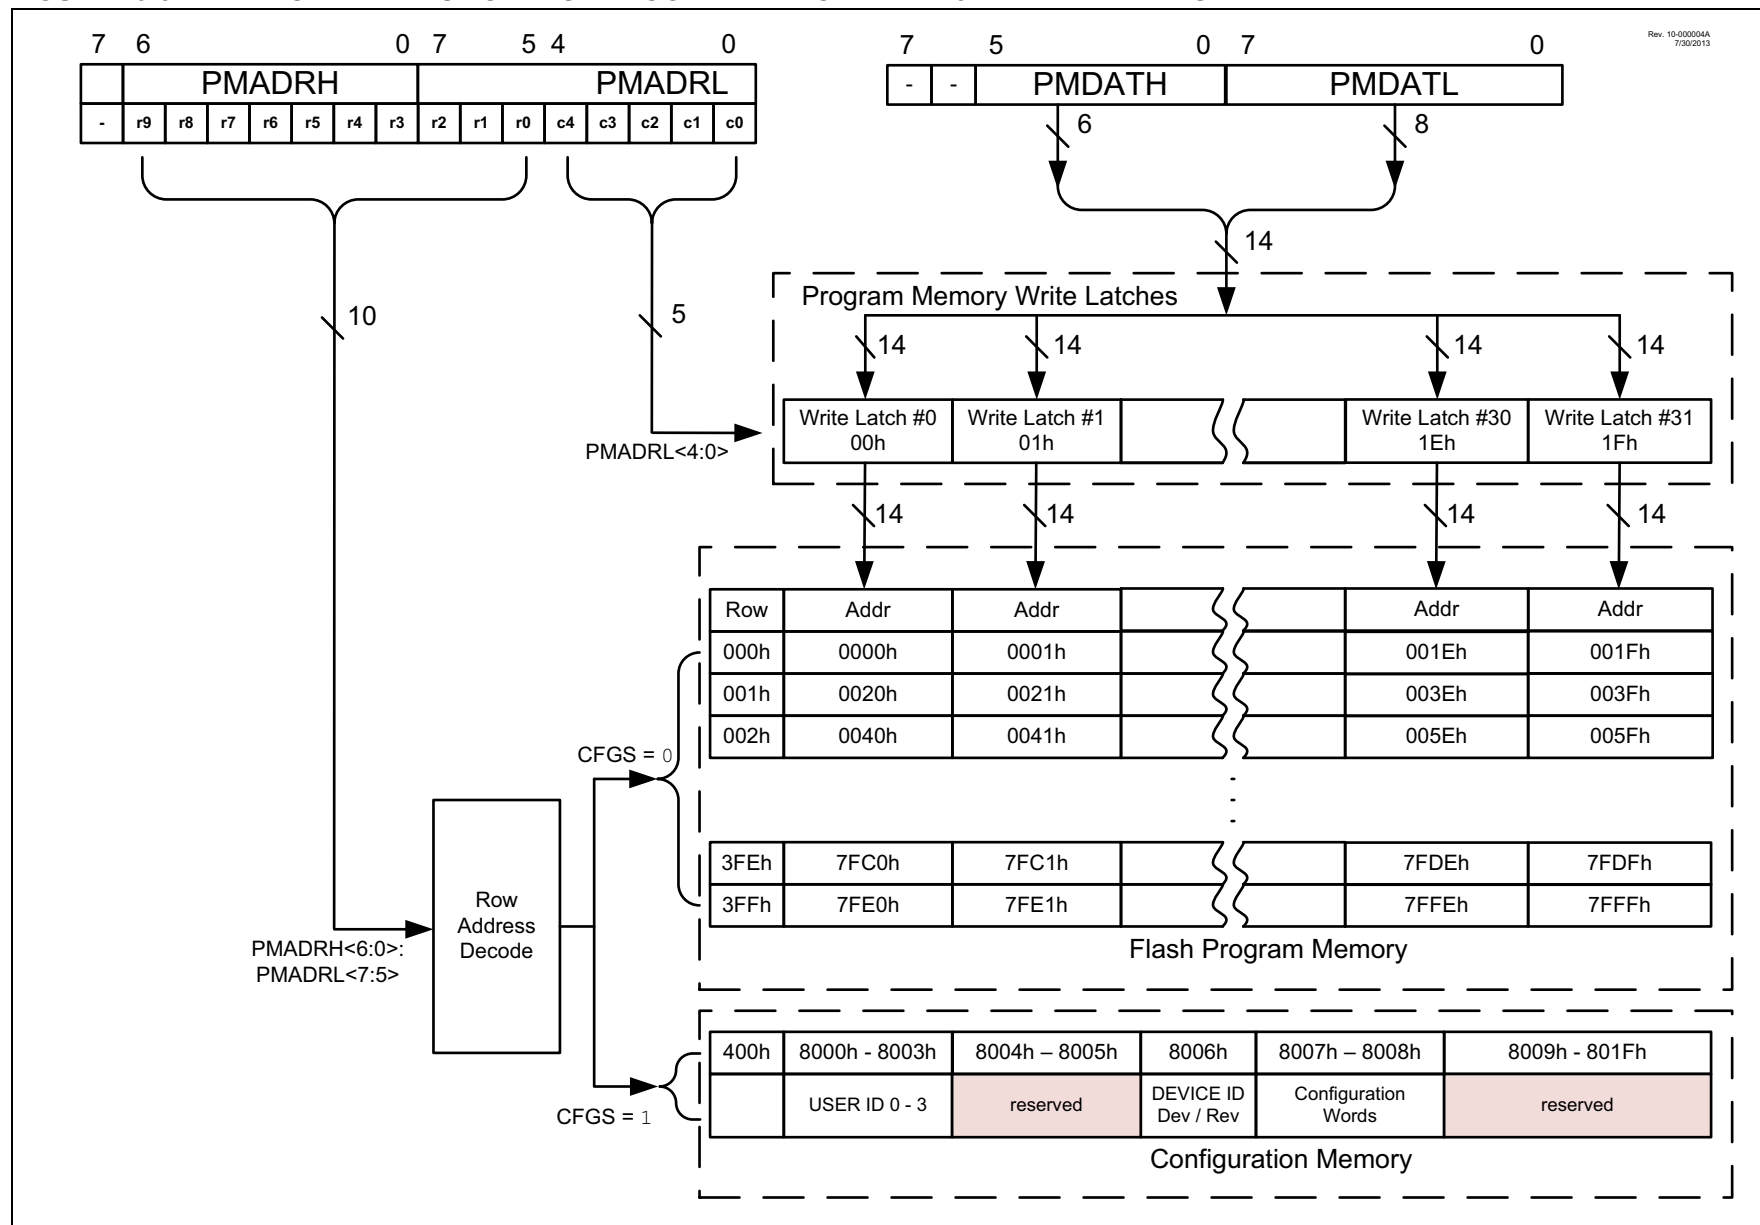 7 6 0 7 5 4 0
7 5 0 7 0
Rev. 10-000004A
7/30/2013
PMADRH PMADRL
- r9 r8 r7 r6 r5 r4 r3 r2 r1 r0 c4 c3 c2 c1 c0
- - PMDATH PMDATL
6 8
14
10
5
PMADRL<4:0>
Program Memory Write Latches
14 14 14 14
Write Latch #0 Write Latch #1 Write Latch #30 Write Latch #31
00h 01h 1Eh 1Fh
14 14 14 14
Row Addr Addr Addr Addr
000h 0000h 0001h 001Eh 001Fh
001h 0020h 0021h 003Eh 003Fh
002h 0040h 0041h 005Eh 005Fh
CFGS = 0
3FEh 7FC0h 7FC1h 7FDEh 7FDFh
3FFh 7FE0h 7FE1h 7FFEh 7FFFh
Flash Program Memory
Row
Address
Decode
PMADRH<6:0>:
PMADRL<7:5>
400h 8000h - 8003h 8004h – 8005h 8006h 8007h – 8008h 8009h - 801Fh
USER ID 0 - 3 reserved DEVICE ID Configuration reserved
Dev / Rev Words
CFGS = 1
Configuration Memory